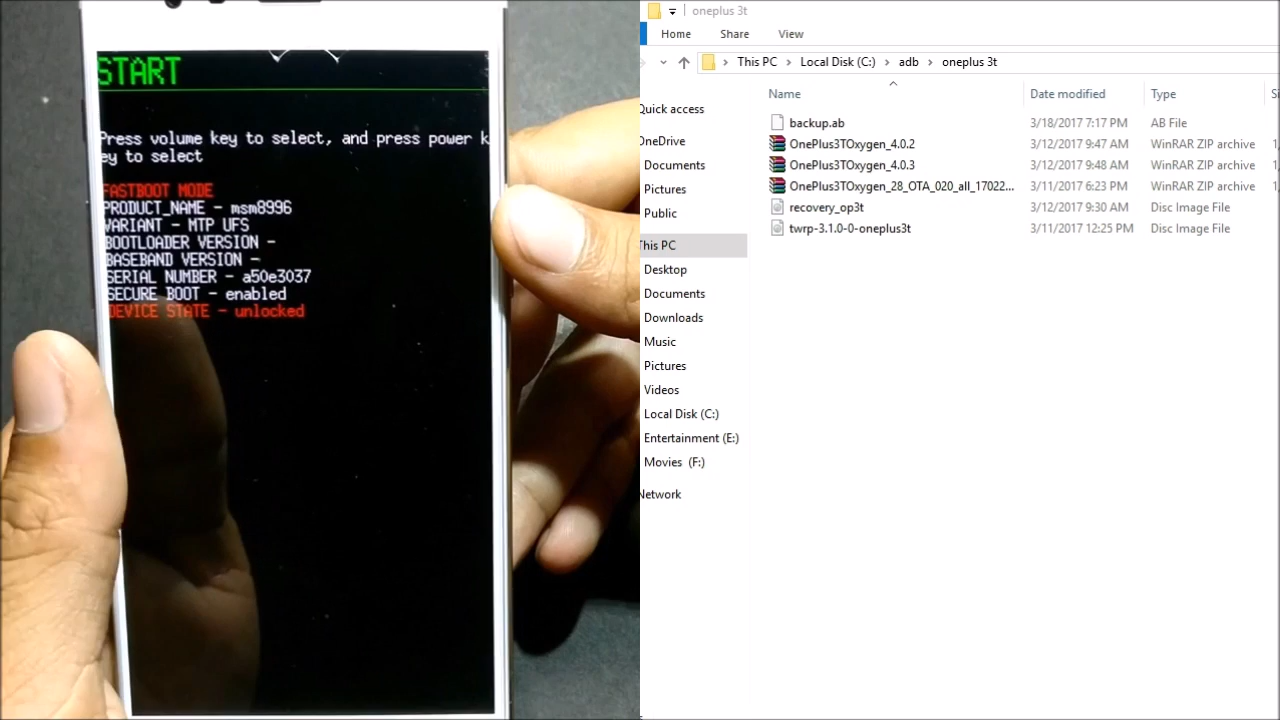 START
Press volume key to select, and press power k
ey to select
FASTBOOT MODE
PRODUCT_NAME - msm8996
VARIANT - MTP UFS
BOOTLOADER VERSION -
BASEBAND VERSION -
SERIAL NUMBER - a50e3037
SECURE BOOT - enabled
DEVICE STATE - unlocked
oneplus 3t
Home Share View
This PC Local Disk (C:) adb oneplus 3t
Name Date modified Type
backup.ab 3/18/2017 7:17 PM AB File
OnePlus3TOxygen_4.0.2 3/12/2017 9:47 AM WinRAR ZIP archive
OnePlus3TOxygen_4.0.3 3/12/2017 9:48 AM WinRAR ZIP archive
OnePlus3TOxygen_28_OTA_020_all_17022... 3/11/2017 6:23 PM WinRAR ZIP archive
recovery_op3t 3/12/2017 9:30 AM Disc Image File
twrp-3.1.0-0-oneplus3t 3/11/2017 12:25 PM Disc Image File
Quick access
OneDrive
Documents
Pictures
Public
This PC
Desktop
Documents
Downloads
Music
Pictures
Videos
Local Disk (C:)
Entertainment (E:)
Movies (F:)
Network